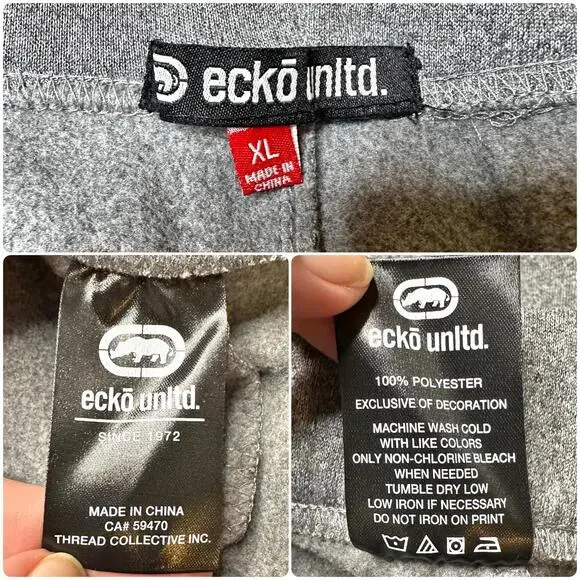 eckō unltd.
XL
MADE IN
CHINA
eckō unltd.
SINCE 1972
MADE IN CHINA
CA# 59470
THREAD COLLECTIVE INC.
eckō unltd.
100% POLYESTER
EXCLUSIVE OF DECORATION
MACHINE WASH COLD
WITH LIKE COLORS
ONLY NON-CHLORINE BLEACH
WHEN NEEDED
TUMBLE DRY LOW
LOW IRON IF NECESSARY
DO NOT IRON ON PRINT